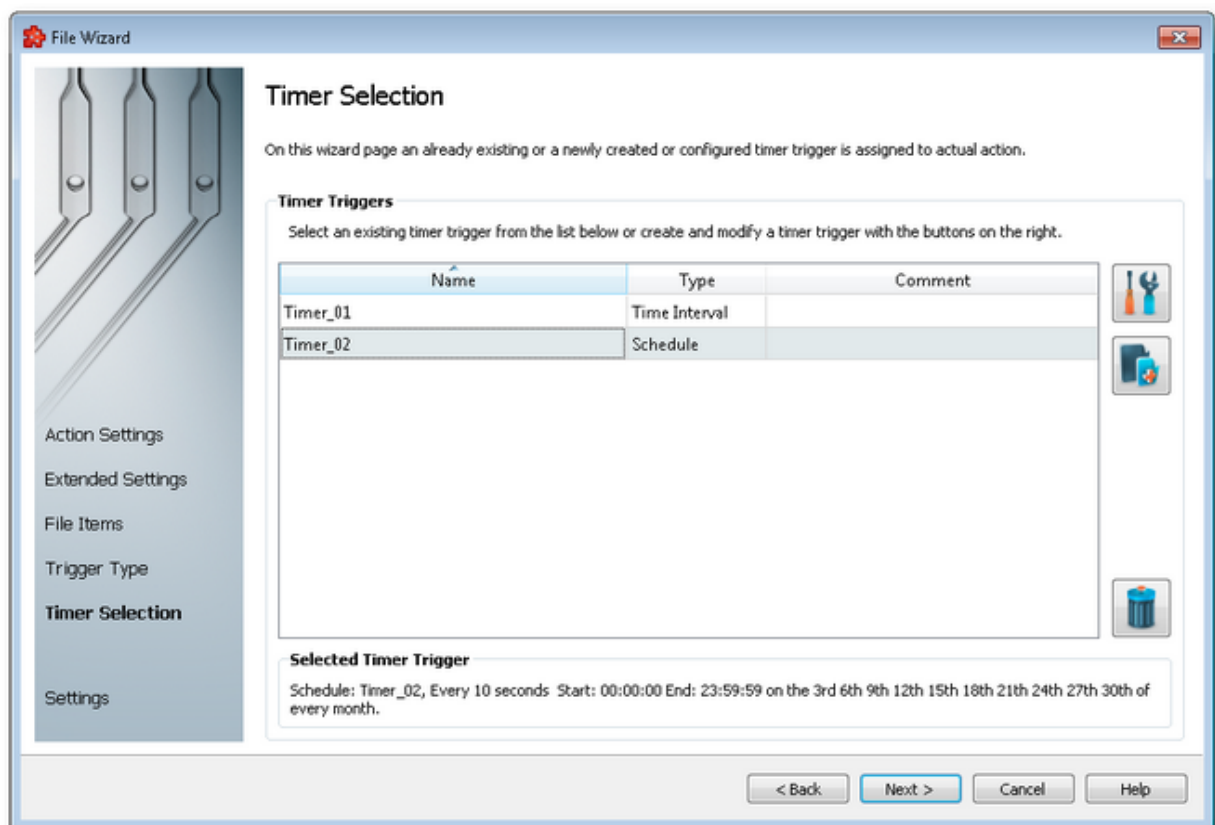 File Wizard
Timer Selection
On this wizard page an already existing or a newly created or configured timer trigger is assigned to actual action.
Timer Triggers
Select an existing timer trigger from the list below or create and modify a timer trigger with the buttons on the right.
Name Type Comment
Timer_01 Time Interval
Timer_02 Schedule
Action Settings
Extended Settings
File Items
Trigger Type
Timer Selection
Settings
Selected Timer Trigger
Schedule: Timer_02, Every 10 seconds Start: 00:00:00 End: 23:59:59 on the 3rd 6th 9th 12th 15th 18th 21th 24th 27th 30th of
every month.
< Back Next > Cancel Help